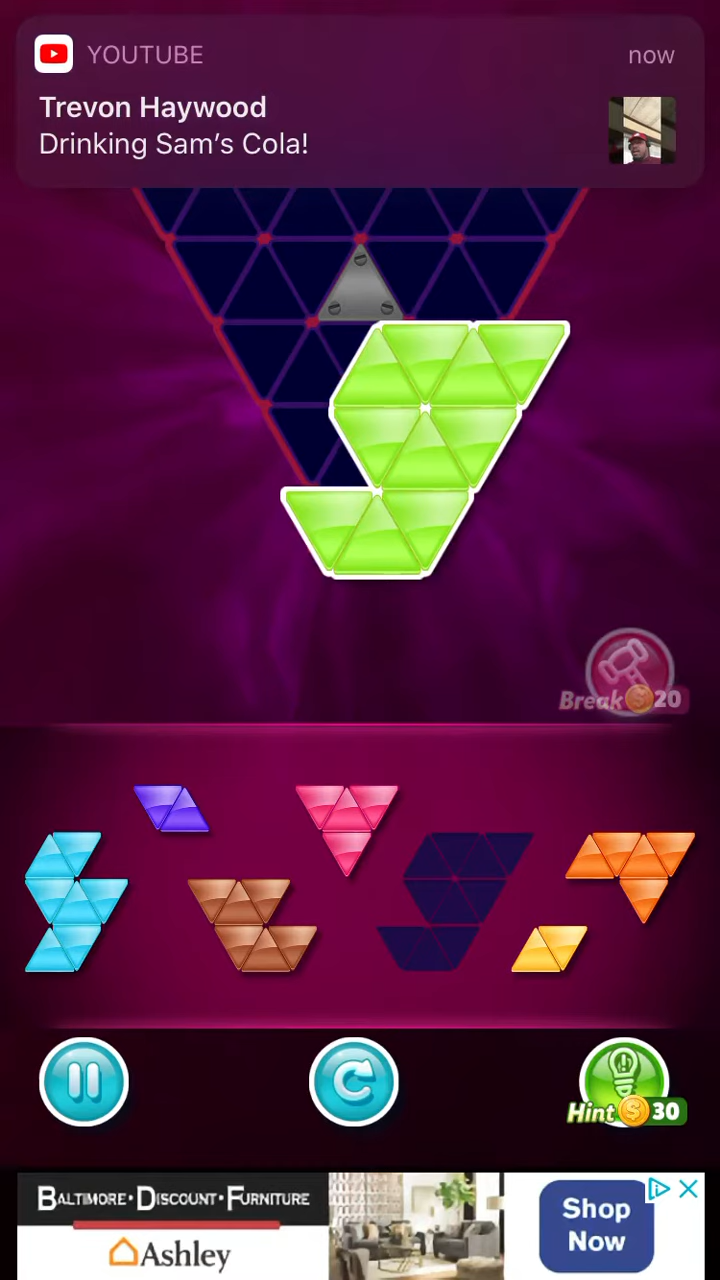 YOUTUBE
now
Trevon Haywood
Drinking Sam's Cola!
Break $ 20
Hint $ 30
BALTIMORE·DISCOUNT·FURNITURE
Ashley
Shop
Now